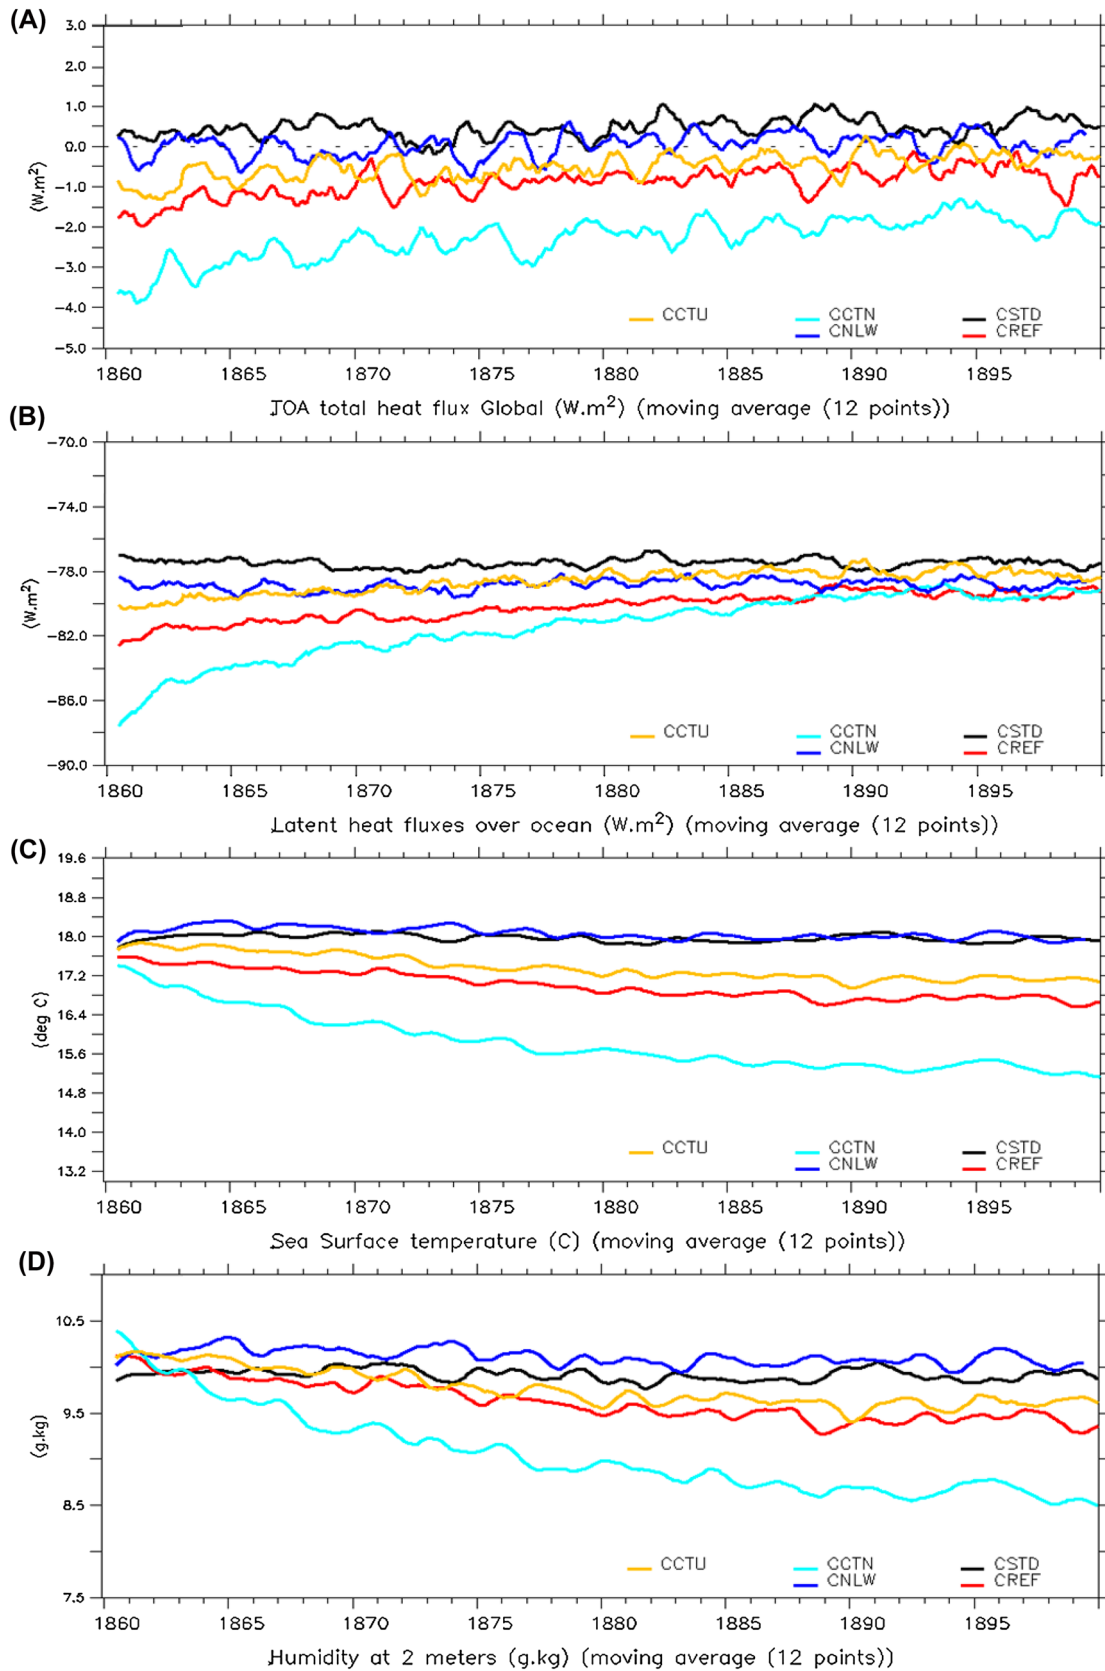 (A)
3.0
2.0
1.0
0.0
−1.0
−2.0
−3.0
−4.0
−5.0
(W.m²)
CCTU CCTN CSTD
CNLW CREF
1860 1865 1870 1875 1880 1885 1890 1895
TOA total heat flux Global (W.m²) (moving average (12 points))
(B)
−70.0
−74.0
−78.0
−82.0
−86.0
−90.0
(W.m²)
CCTU CCTN CSTD
CNLW CREF
1860 1865 1870 1875 1880 1885 1890 1895
Latent heat fluxes over ocean (W.m²) (moving average (12 points))
(C)
19.6
18.8
18.0
17.2
16.4
15.6
14.8
14.0
13.2
(deg C)
CCTU CCTN CSTD
CNLW CREF
1860 1865 1870 1875 1880 1885 1890 1895
Sea Surface temperature (C) (moving average (12 points))
(D)
10.5
9.5
8.5
7.5
(g.kg)
CCTU CCTN CSTD
CNLW CREF
1860 1865 1870 1875 1880 1885 1890 1895
Humidity at 2 meters (g.kg) (moving average (12 points))